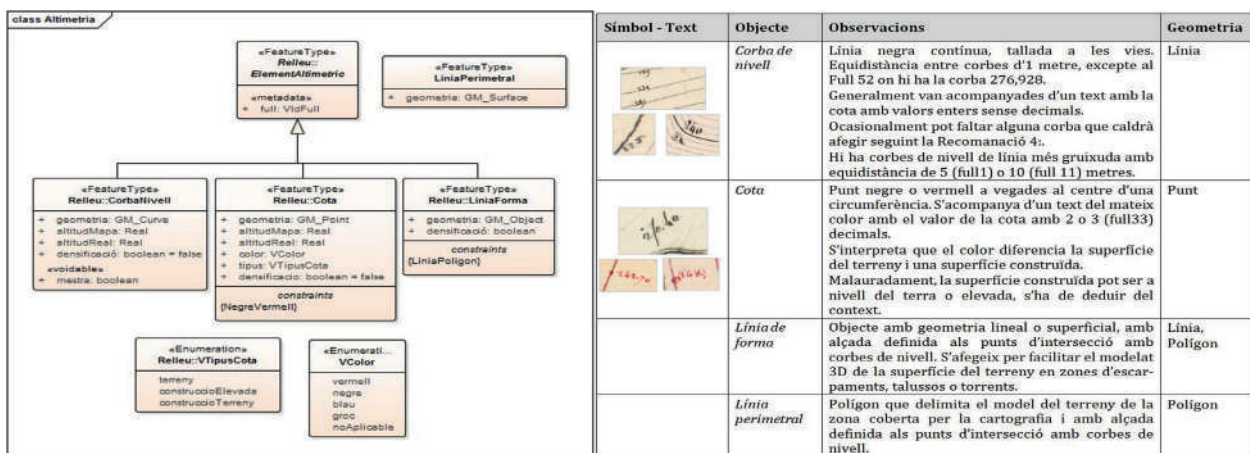 class Altimetria
«FeatureType»
Relleu::
ElementAltimetric
«metadata»
+ full: VIdFull
«FeatureType»
LiniaPerimetral
+ geometria: GM_Surface
«FeatureType»
Relleu::CorbaNivell
+ geometria: GM_Curve
+ altitudMapa: Real
+ altitudReal: Real
+ densificació: boolean = false
«voidable»
+ mestra: boolean
«FeatureType»
Relleu::Cota
+ geometria: GM_Point
+ altitudMapa: Real
+ altitudReal: Real
+ color: VColor
+ tipus: VTipusCota
+ densificació: boolean = false
constraints
{NegreVermell}
«FeatureType»
Relleu::LiniaForma
+ geometria: GM_Object
+ densificació: boolean
constraints
{LiniaPoligon}
«Enumeration»
Relleu::VTipusCota
terreny
construccioElevada
construccioTerreny
«Enumerati...
VColor
vermell
negre
blau
groc
noAplicable
Símbol - Text Objecte Observacions Geometria
Corba de
nivell
Línia negra contínua, tallada a les vies.
Equidistància entre corbes d'1 metre, excepte al
Full 52 on hi ha la corba 276,928.
Generalment van acompanyades d'un text amb la
cota amb valors enters sense decimals.
Ocasionalment pot faltar alguna corba que caldrà
afegir seguint la Recomanació 4:.
Hi ha corbes de nivell de línia més gruixuda amb
equidistància de 5 (full1) o 10 (full 11) metres.
Línia
Cota
Punt negre o vermell a vegades al centre d'una
circumferència. S'acompanya d'un text del mateix
color amb el valor de la cota amb 2 o 3 (full33)
decimals.
S'interpreta que el color diferencia la superfície
del terreny i una superfície construïda.
Malauradament, la superfície construïda pot ser a
nivell del terra o elevada, s'ha de deduir del
context.
Punt
Línia de
forma
Objecte amb geometria lineal o superficial, amb
alçada definida als punts d'intersecció amb
corbes de nivell. S'afegeix per facilitar el modelat
3D de la superfície del terreny en zones d'escar-
paments, talussos o torrents.
Línia,
Polígon
Línia
perimetral
Polígon que delimita el model del terreny de la
zona coberta per la cartografia i amb alçada
definida als punts d'intersecció amb corbes de
nivell.
Polígon